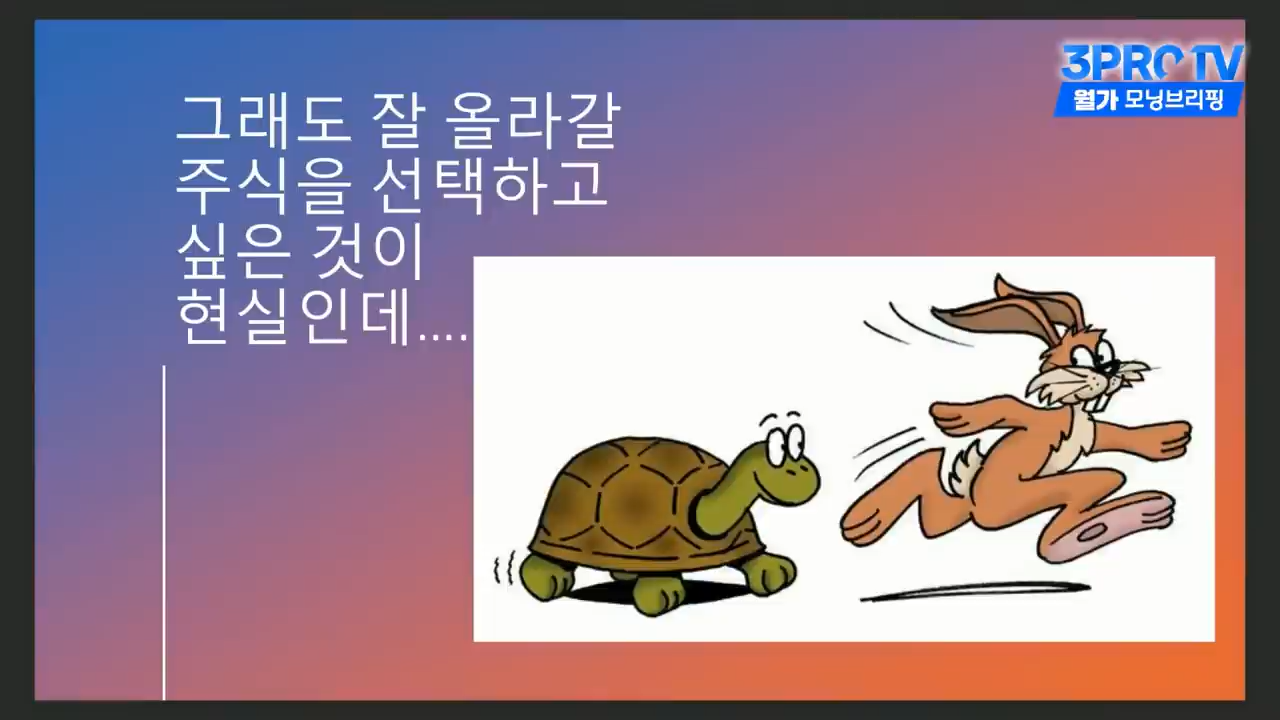 그래도 잘 올라갈
주식을 선택하고
싶은 것이
현실인데....
3PRO TV
월가 모닝브리핑